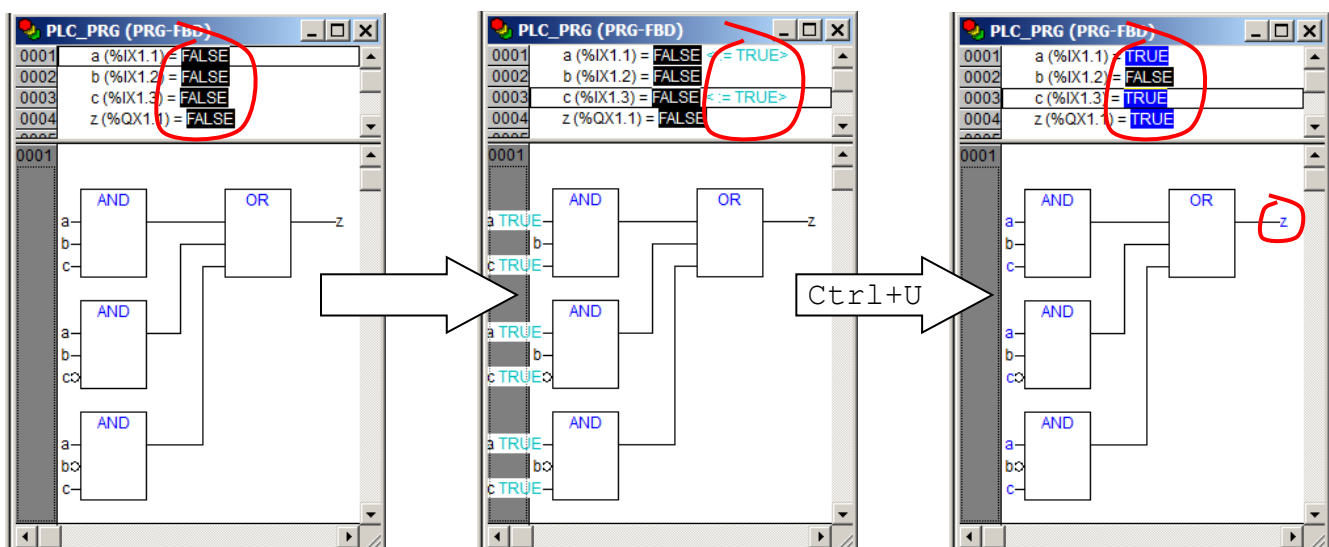 PLC_PRG (PRG-FBD)
0001 a (%IX1.1) = FALSE
0002 b (%IX1.2) = FALSE
0003 c (%IX1.3) = FALSE
0004 z (%QX1.1) = FALSE
0005
0001
AND OR
a z
b
c
AND
a
b
c
AND
a
b
c
PLC_PRG (PRG-FBD)
0001 a (%IX1.1) = FALSE <:= TRUE>
0002 b (%IX1.2) = FALSE
0003 c (%IX1.3) = FALSE <:= TRUE>
0004 z (%QX1.1) = FALSE
0005
0001
AND OR
a TRUE z
b
c TRUE
AND
a TRUE
b
c TRUE
AND
a TRUE
b
c TRUE
Ctrl+U
PLC_PRG (PRG-FBD)
0001 a (%IX1.1) = TRUE
0002 b (%IX1.2) = FALSE
0003 c (%IX1.3) = TRUE
0004 z (%QX1.1) = TRUE
0005
0001
AND OR
a z
b
c
AND
a
b
c
AND
a
b
c